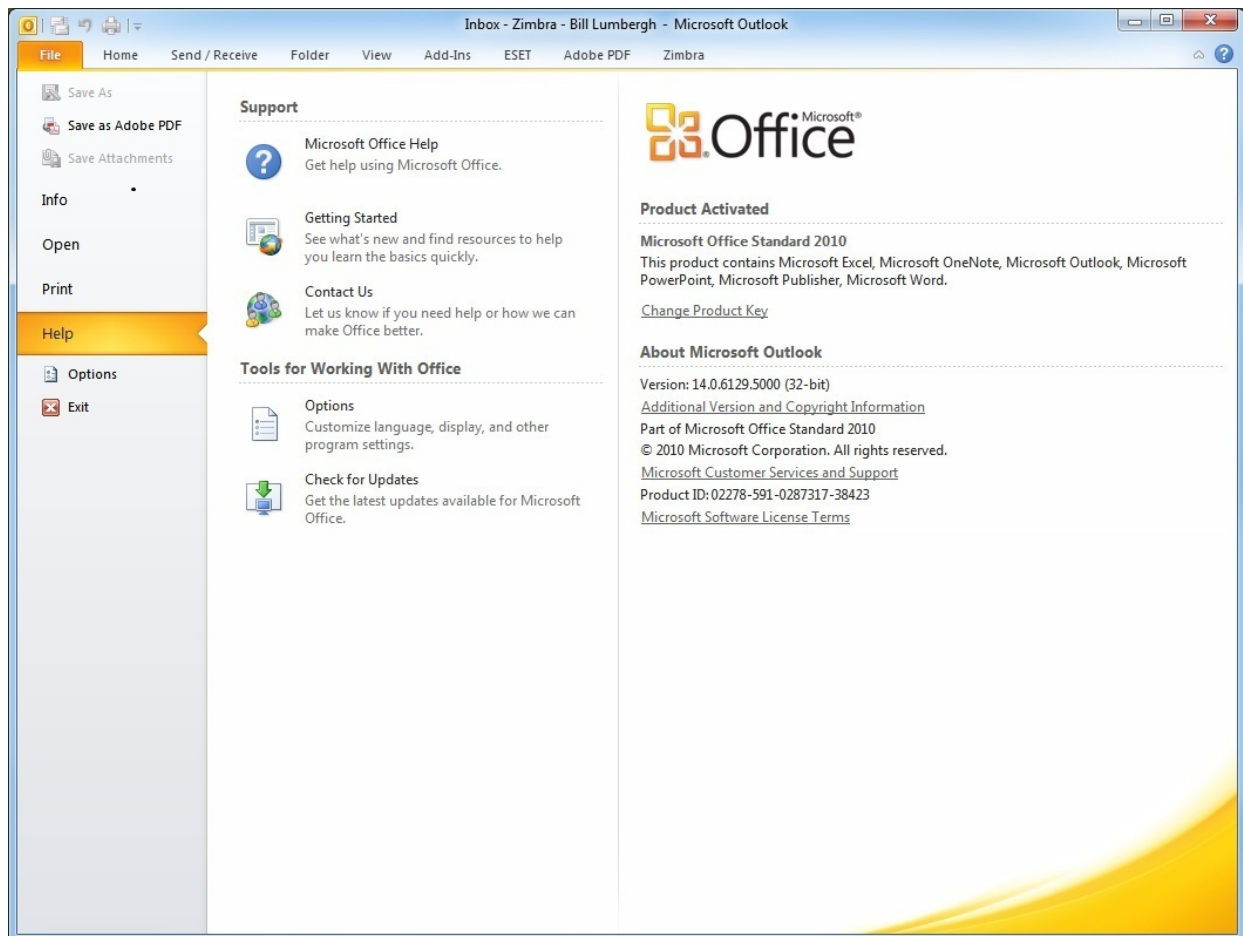 Inbox - Zimbra - Bill Lumbergh - Microsoft Outlook
File Home Send / Receive Folder View Add-Ins ESET Adobe PDF Zimbra
Save As
Save as Adobe PDF
Save Attachments
Info
Open
Print
Help
Options
Exit
Support
Microsoft Office Help
Get help using Microsoft Office.
Getting Started
See what's new and find resources to help
you learn the basics quickly.
Contact Us
Let us know if you need help or how we can
make Office better.
Tools for Working With Office
Options
Customize language, display, and other
program settings.
Check for Updates
Get the latest updates available for Microsoft
Office.
Microsoft®
Office
Product Activated
Microsoft Office Standard 2010
This product contains Microsoft Excel, Microsoft OneNote, Microsoft Outlook, Microsoft
PowerPoint, Microsoft Publisher, Microsoft Word.
Change Product Key
About Microsoft Outlook
Version: 14.0.6129.5000 (32-bit)
Additional Version and Copyright Information
Part of Microsoft Office Standard 2010
© 2010 Microsoft Corporation. All rights reserved.
Microsoft Customer Services and Support
Product ID: 02278-591-0287317-38423
Microsoft Software License Terms